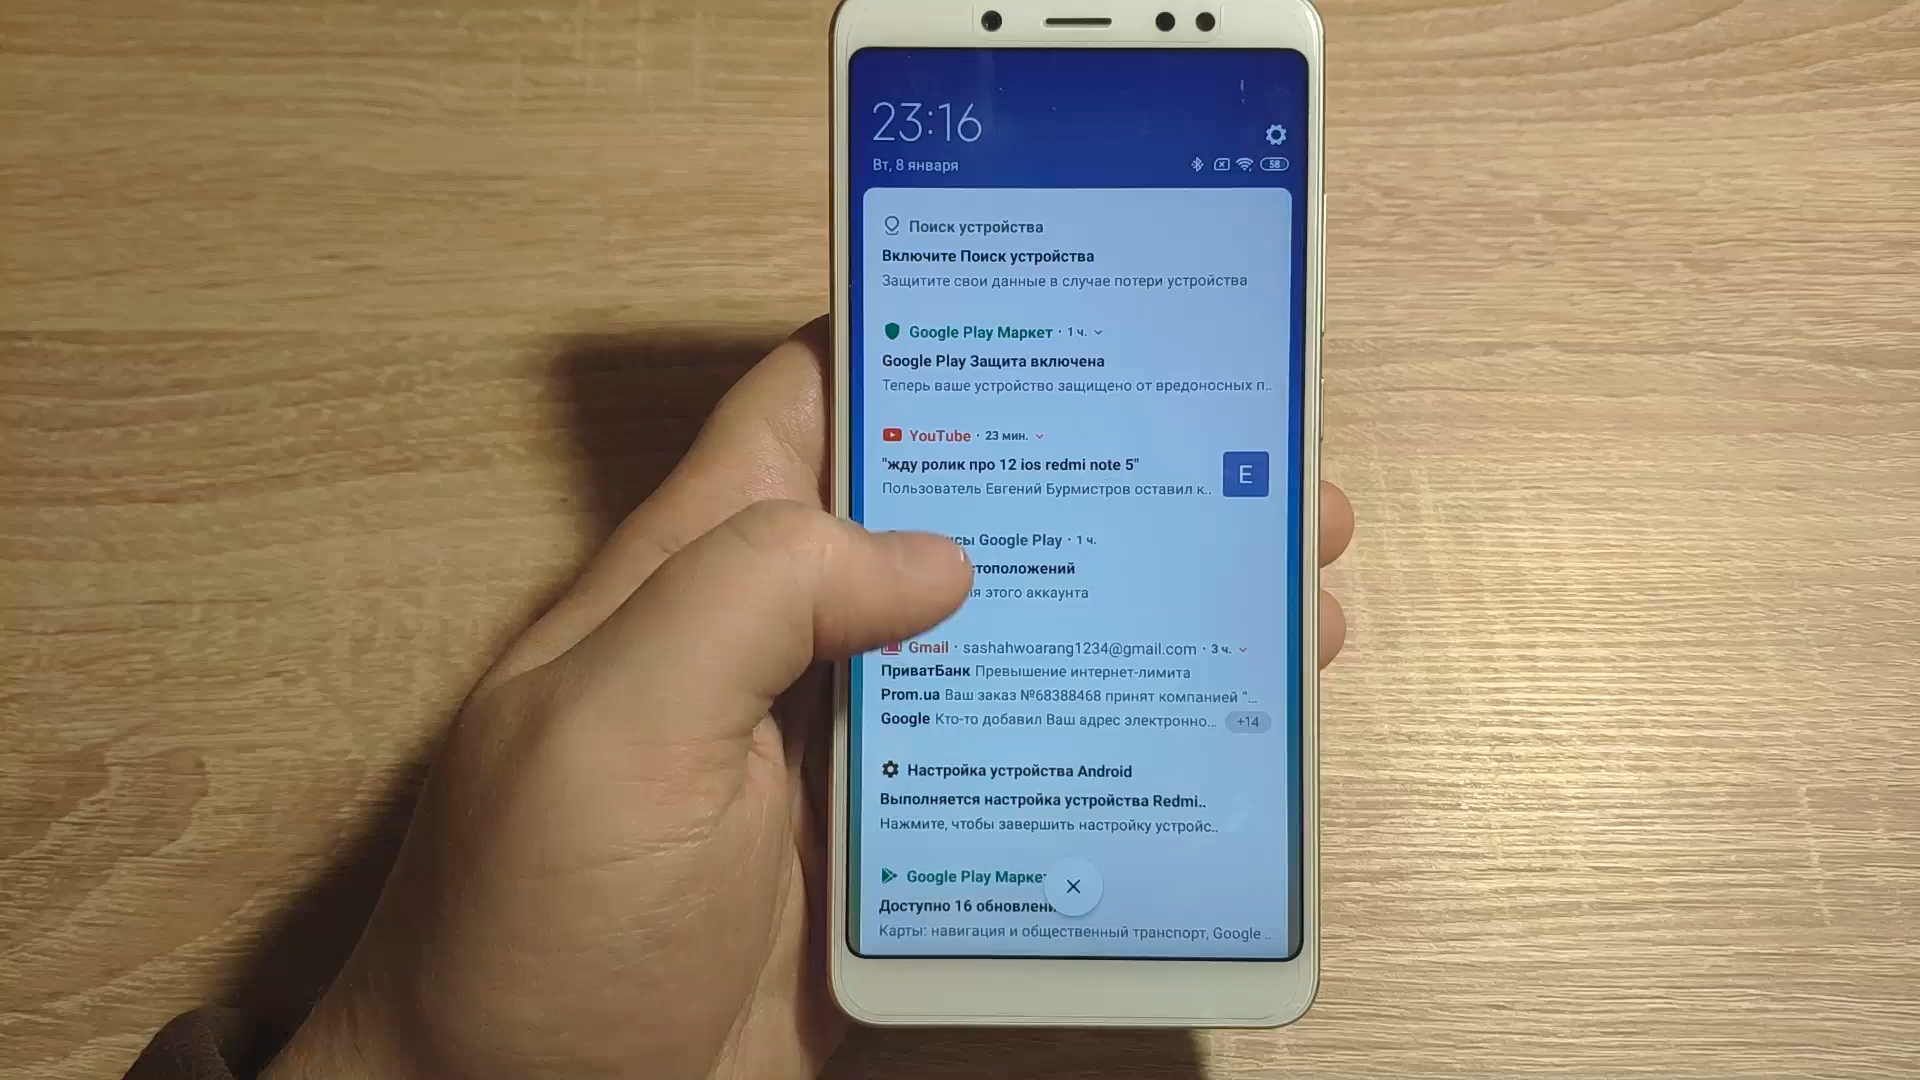 23:16
Вт, 8 января
58
Поиск устройства
Включите Поиск устройства
Защитите свои данные в случае потери устройства
Google Play Маркет · 1 ч.
Google Play Защита включена
Теперь ваше устройство защищено от вредоносных п..
YouTube · 23 мин.
"жду ролик про 12 ios redmi note 5"
Пользователь Евгений Бурмистров оставил к..
E
Google Play · 1 ч.
этого аккаунта
Gmail · sashahwoarang1234@gmail.com · 3 ч.
ПриватБанк Превышение интернет-лимита
Prom.ua Ваш заказ №68388468 принят компанией "...
Google Кто-то добавил Ваш адрес электронно... +14
Настройка устройства Android
Выполняется настройка устройства Redmi..
Нажмите, чтобы завершить настройку устройс..
Google Play
Доступно 16
Карты: навигация и общественный транспорт, Google ..